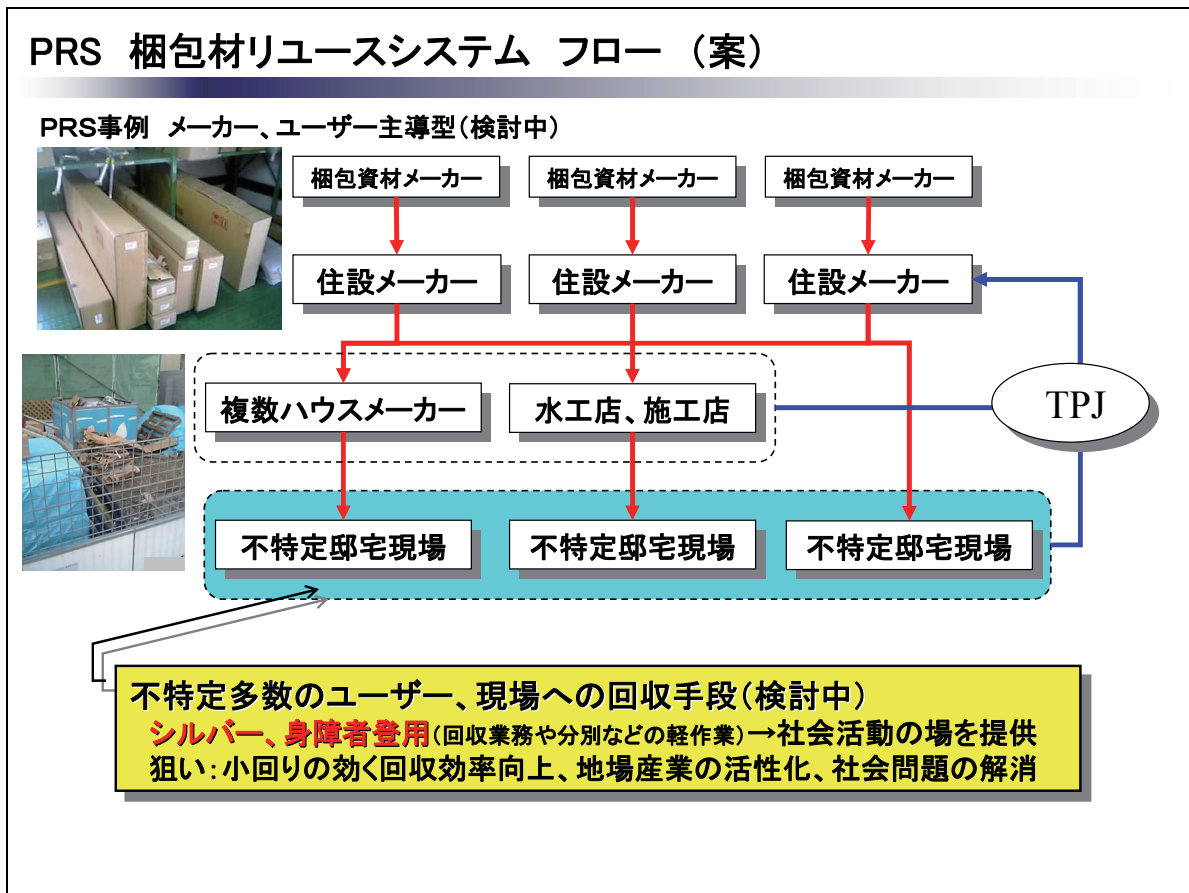 PRS 梱包材リユースシステム フロー （案）
PRS事例 メーカー、ユーザー主導型（検討中）
梱包資材メーカー
梱包資材メーカー
梱包資材メーカー
住設メーカー
住設メーカー
住設メーカー
複数ハウスメーカー
水工店、施工店
TPJ
不特定邸宅現場
不特定邸宅現場
不特定邸宅現場
不特定多数のユーザー、現場への回収手段（検討中）
シルバー、身障者登用（回収業務や分別などの軽作業）→社会活動の場を提供
狙い：小回りの効く回収効率向上、地場産業の活性化、社会問題の解消